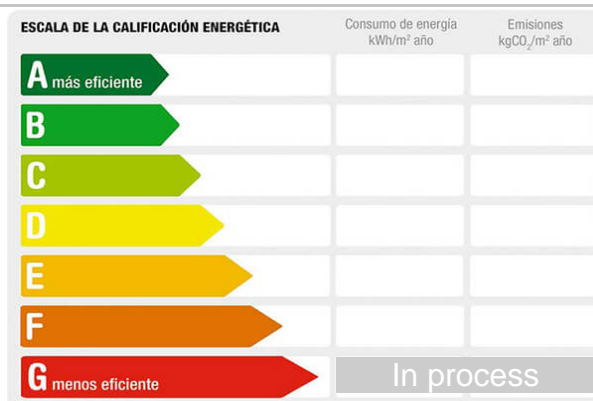 ESCALA DE LA CALIFICACIÓN ENERGÉTICA
Consumo de energía
kWh/m² año
Emisiones
kgCO₂/m² año
A más eficiente
B
C
D
E
F
G menos eficiente
In process